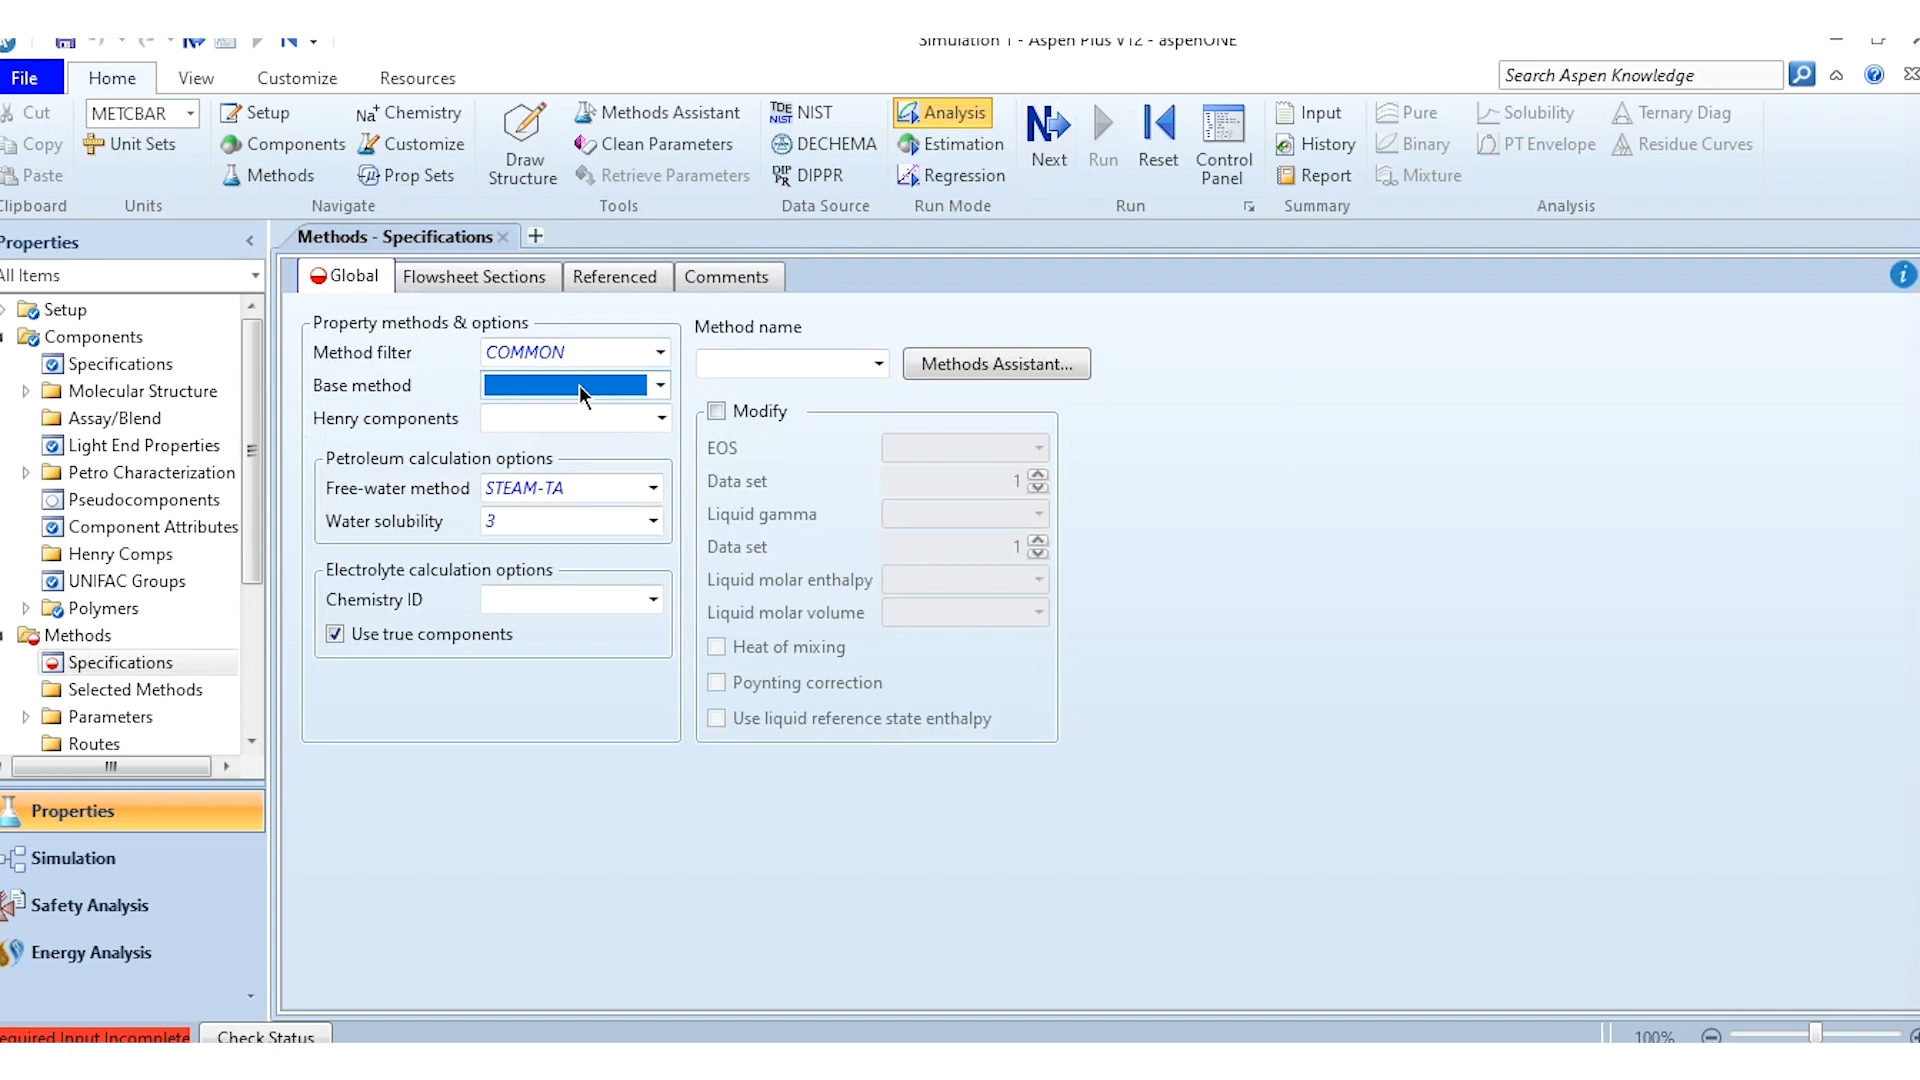 Simulation 1 - Aspen Plus V12 - aspenONE
File Home View Customize Resources
Search Aspen Knowledge
Cut METCBAR Setup Na+ Chemistry Methods Assistant TDE NIST NIST Analysis Input Pure Solubility Ternary Diag
Copy Unit Sets Components Customize Clean Parameters DECHEMA Estimation History Binary PT Envelope Residue Curves
Draw Structure
Next Run Reset Control Panel
Paste Methods Prop Sets Retrieve Parameters DIPPR Regression Report Mixture
Clipboard Units Navigate Tools Data Source Run Mode Run Summary Analysis
Properties
All Items
Setup
Components
Specifications
Molecular Structure
Assay/Blend
Light End Properties
Petro Characterization
Pseudocomponents
Component Attributes
Henry Comps
UNIFAC Groups
Polymers
Methods
Specifications
Selected Methods
Parameters
Routes
Properties
Simulation
Safety Analysis
Energy Analysis
Methods - Specifications
Global Flowsheet Sections Referenced Comments
Property methods & options
Method filter COMMON
Base method
Henry components
Petroleum calculation options
Free-water method STEAM-TA
Water solubility 3
Electrolyte calculation options
Chemistry ID
Use true components
Method name
Methods Assistant...
Modify
EOS
Data set 1
Liquid gamma
Data set 1
Liquid molar enthalpy
Liquid molar volume
Heat of mixing
Poynting correction
Use liquid reference state enthalpy
Required Input Incomplete Check Status 100%